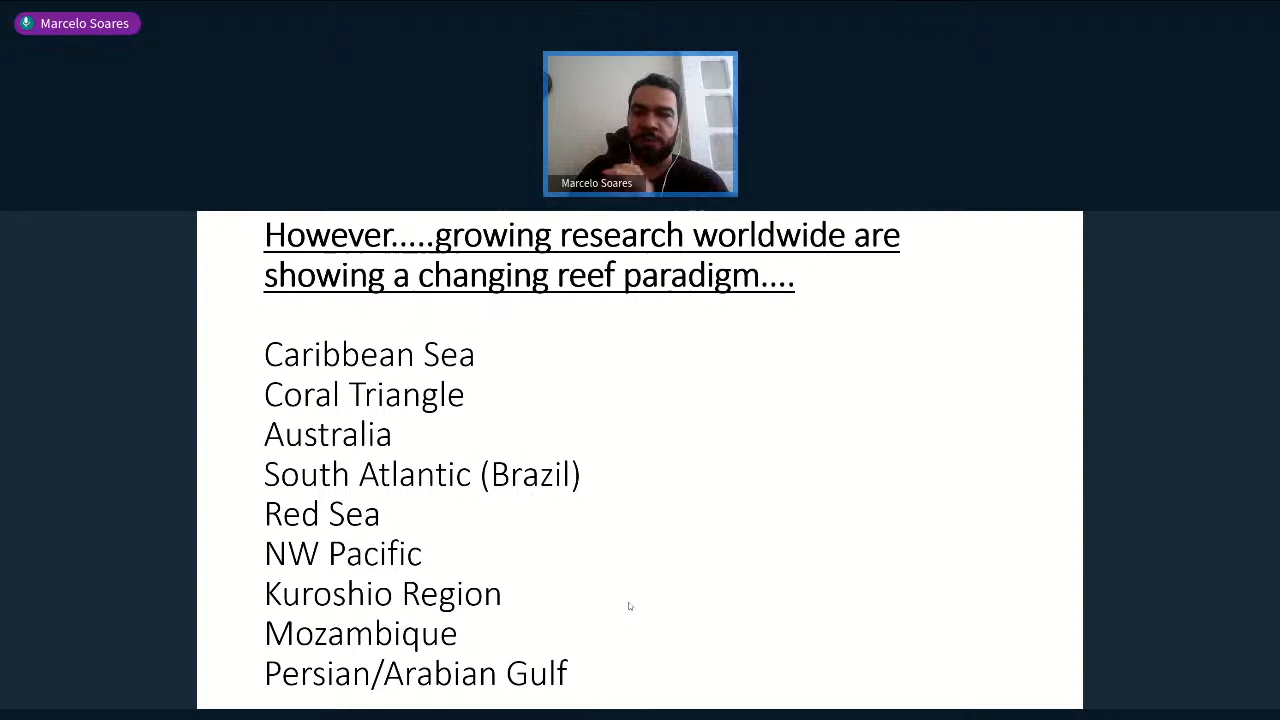 Marcelo Soares
Marcelo Soares
However.....growing research worldwide are
showing a changing reef paradigm....
Caribbean Sea
Coral Triangle
Australia
South Atlantic (Brazil)
Red Sea
NW Pacific
Kuroshio Region
Mozambique
Persian/Arabian Gulf